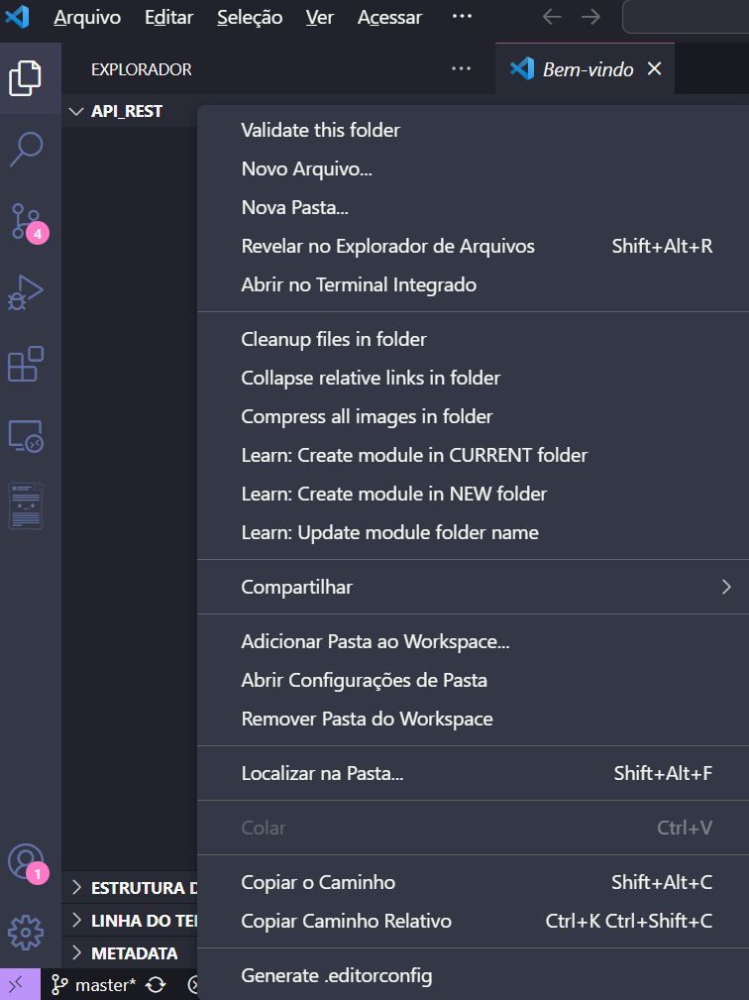 Arquivo Editar Seleção Ver Acessar ...
EXPLORADOR ...
Bem-vindo
API_REST
Validate this folder
Novo Arquivo...
Nova Pasta...
Revelar no Explorador de Arquivos Shift+Alt+R
Abrir no Terminal Integrado
4
Cleanup files in folder
Collapse relative links in folder
Compress all images in folder
Learn: Create module in CURRENT folder
Learn: Create module in NEW folder
Learn: Update module folder name
Compartilhar
Adicionar Pasta ao Workspace...
Abrir Configurações de Pasta
Remover Pasta do Workspace
Localizar na Pasta... Shift+Alt+F
Colar Ctrl+V
Copiar o Caminho Shift+Alt+C
Copiar Caminho Relativo Ctrl+K Ctrl+Shift+C
Generate .editorconfig
1
ESTRUTURA
LINHA DO
METADATA
master*